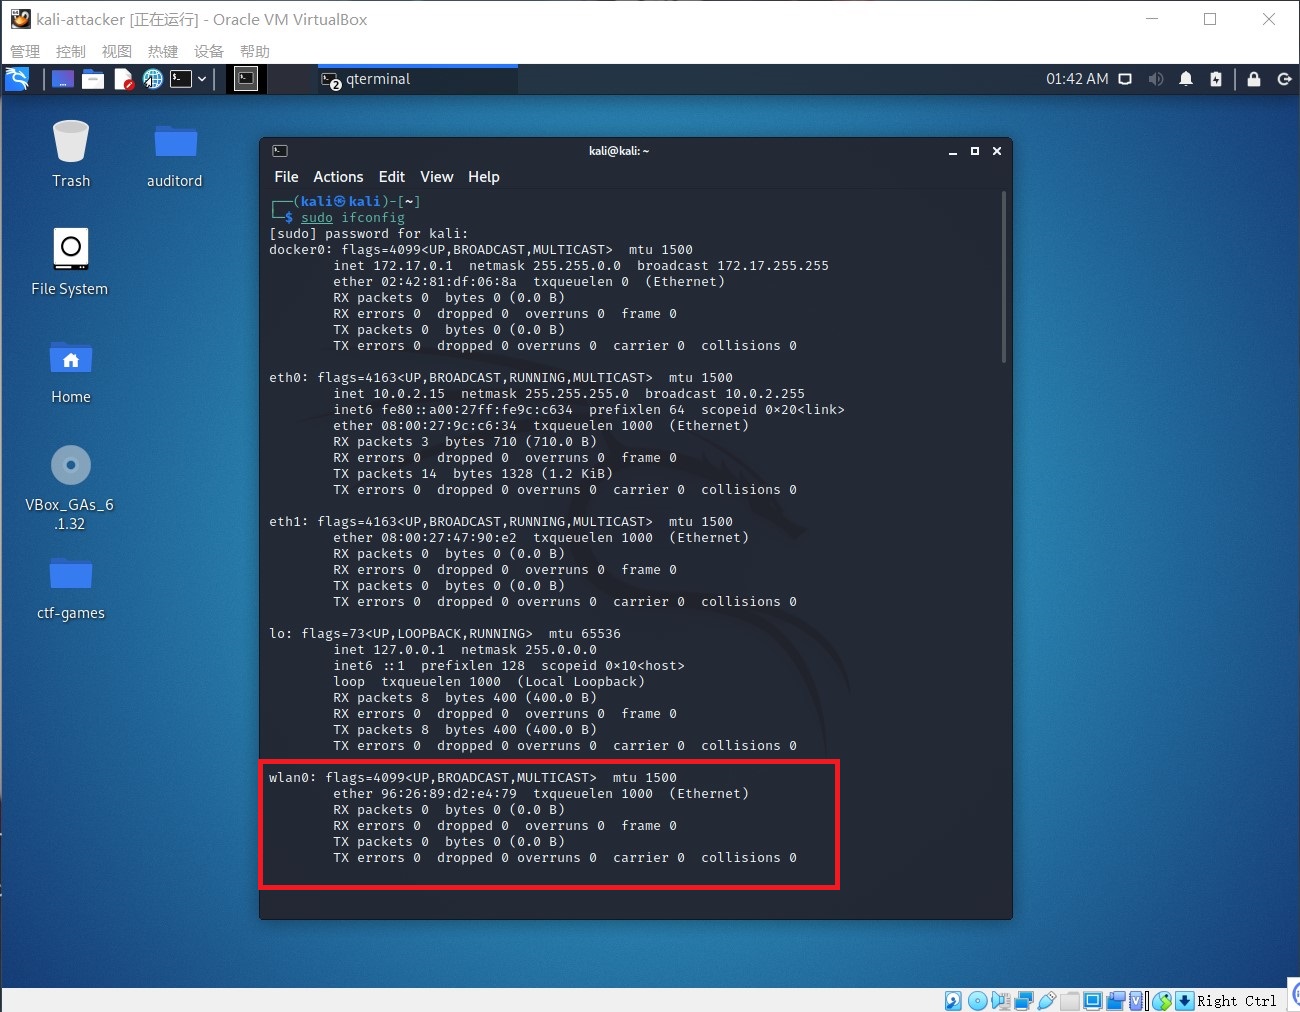 kali-attacker [正在运行] - Oracle VM VirtualBox
管理 控制 视图 热键 设备 帮助
qterminal
2
01:42 AM
Trash
auditord
File System
Home
VBox_GAs_6
.1.32
ctf-games
kali@kali: ~
File Actions Edit View Help
┌──(kali㉿kali)-[~]
└─$ sudo ifconfig
[sudo] password for kali:
docker0: flags=4099<UP,BROADCAST,MULTICAST>  mtu 1500
        inet 172.17.0.1  netmask 255.255.0.0  broadcast 172.17.255.255
        ether 02:42:81:df:06:8a  txqueuelen 0  (Ethernet)
        RX packets 0  bytes 0 (0.0 B)
        RX errors 0  dropped 0  overruns 0  frame 0
        TX packets 0  bytes 0 (0.0 B)
        TX errors 0  dropped 0 overruns 0  carrier 0  collisions 0
eth0: flags=4163<UP,BROADCAST,RUNNING,MULTICAST>  mtu 1500
        inet 10.0.2.15  netmask 255.255.255.0  broadcast 10.0.2.255
        inet6 fe80::a00:27ff:fe9c:c634  prefixlen 64  scopeid 0×20<link>
        ether 08:00:27:9c:c6:34  txqueuelen 1000  (Ethernet)
        RX packets 3  bytes 710 (710.0 B)
        RX errors 0  dropped 0  overruns 0  frame 0
        TX packets 14  bytes 1328 (1.2 KiB)
        TX errors 0  dropped 0 overruns 0  carrier 0  collisions 0
eth1: flags=4163<UP,BROADCAST,RUNNING,MULTICAST>  mtu 1500
        ether 08:00:27:47:90:e2  txqueuelen 1000  (Ethernet)
        RX packets 0  bytes 0 (0.0 B)
        RX errors 0  dropped 0  overruns 0  frame 0
        TX packets 0  bytes 0 (0.0 B)
        TX errors 0  dropped 0 overruns 0  carrier 0  collisions 0
lo: flags=73<UP,LOOPBACK,RUNNING>  mtu 65536
        inet 127.0.0.1  netmask 255.0.0.0
        inet6 ::1  prefixlen 128  scopeid 0×10<host>
        loop  txqueuelen 1000  (Local Loopback)
        RX packets 8  bytes 400 (400.0 B)
        RX errors 0  dropped 0  overruns 0  frame 0
        TX packets 8  bytes 400 (400.0 B)
        TX errors 0  dropped 0 overruns 0  carrier 0  collisions 0
wlan0: flags=4099<UP,BROADCAST,MULTICAST>  mtu 1500
        ether 96:26:89:d2:e4:79  txqueuelen 1000  (Ethernet)
        RX packets 0  bytes 0 (0.0 B)
        RX errors 0  dropped 0  overruns 0  frame 0
        TX packets 0  bytes 0 (0.0 B)
        TX errors 0  dropped 0 overruns 0  carrier 0  collisions 0
Right Ctrl